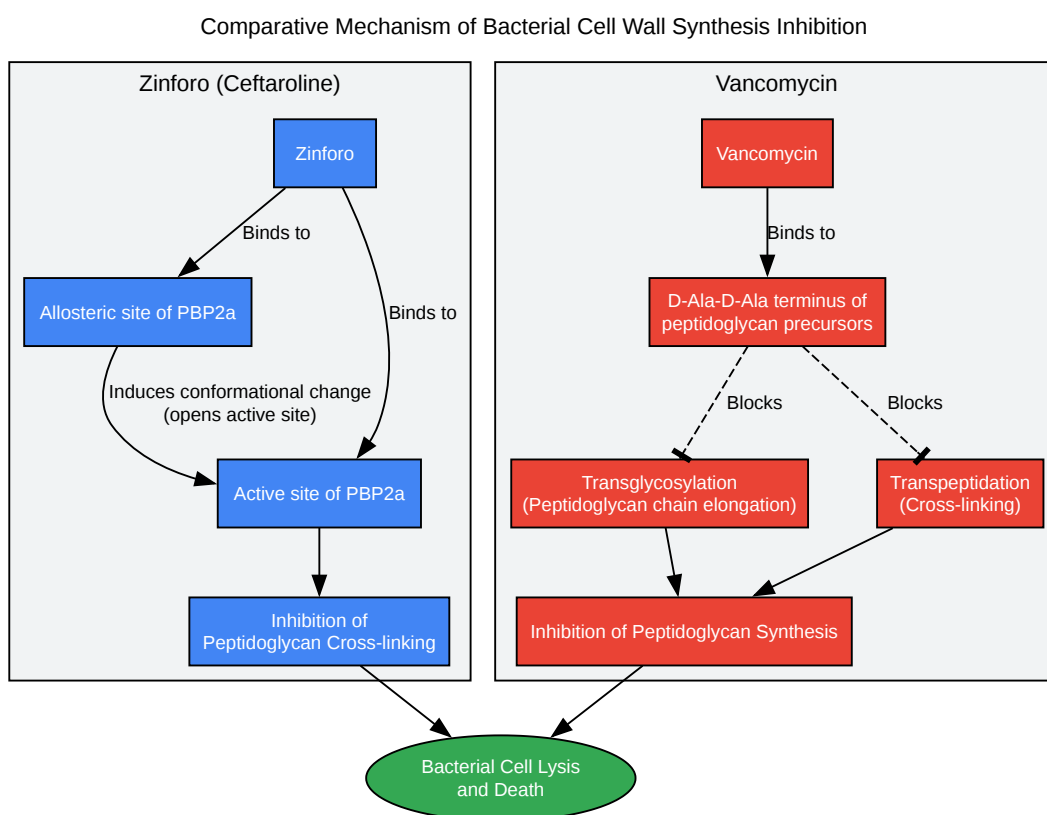 Comparative Mechanism of Bacterial Cell Wall Synthesis Inhibition
Zinforo (Ceftaroline)
Zinforo
Binds to
Allosteric site of PBP2a
Binds to
Induces conformational change
(opens active site)
Active site of PBP2a
Inhibition of
Peptidoglycan Cross-linking
Vancomycin
Vancomycin
Binds to
D-Ala-D-Ala terminus of
peptidoglycan precursors
Blocks
Blocks
Transglycosylation
(Peptidoglycan chain elongation)
Transpeptidation
(Cross-linking)
Inhibition of Peptidoglycan Synthesis
Bacterial Cell Lysis
and Death